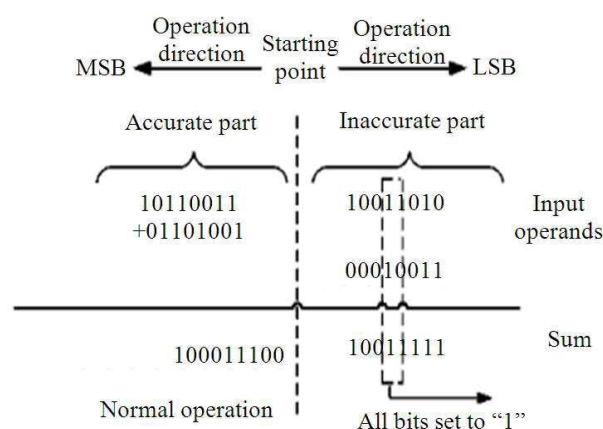 Operation direction
Starting point
Operation direction
MSB
LSB
Accurate part
Inaccurate part
10110011
+01101001
10011010
00010011
Input operands
100011100
10011111
Sum
Normal operation
All bits set to “1”